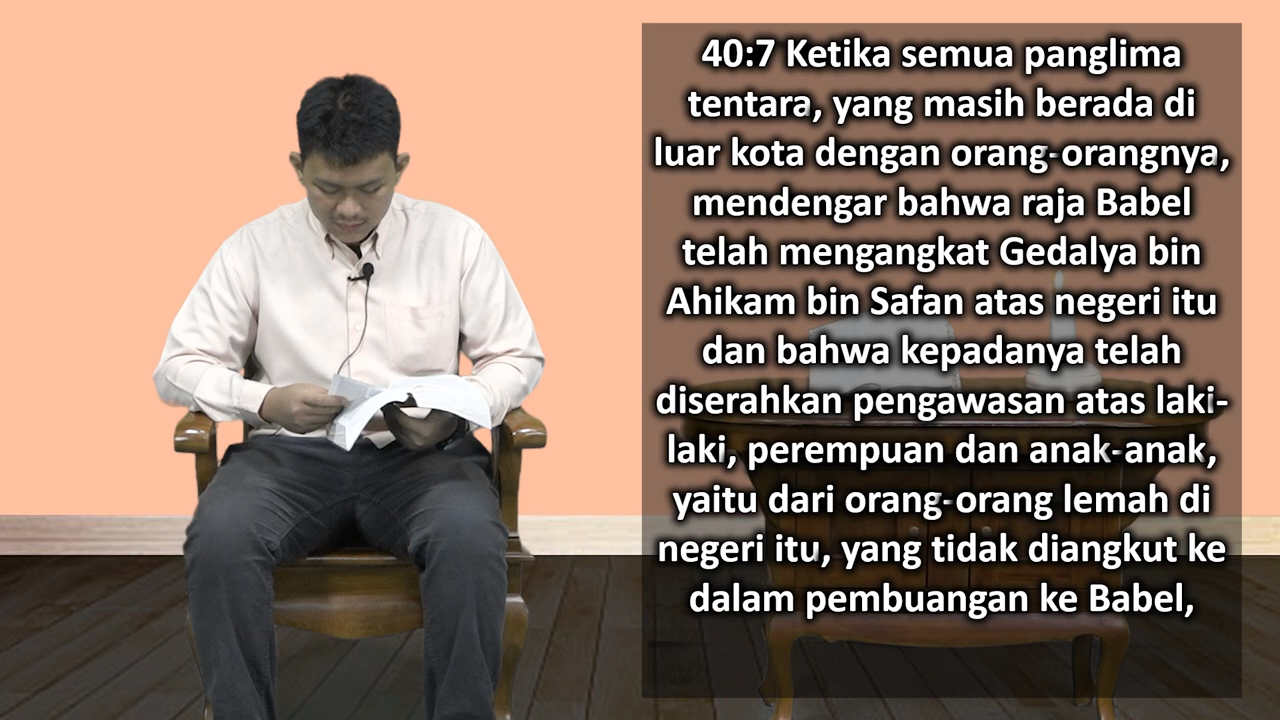 40:7 Ketika semua panglima
tentara, yang masih berada di
luar kota dengan orang-orangnya,
mendengar bahwa raja Babel
telah mengangkat Gedalya bin
Ahikam bin Safan atas negeri itu
dan bahwa kepadanya telah
diserahkan pengawasan atas laki-
laki, perempuan dan anak-anak,
yaitu dari orang-orang lemah di
negeri itu, yang tidak diangkut ke
dalam pembuangan ke Babel,